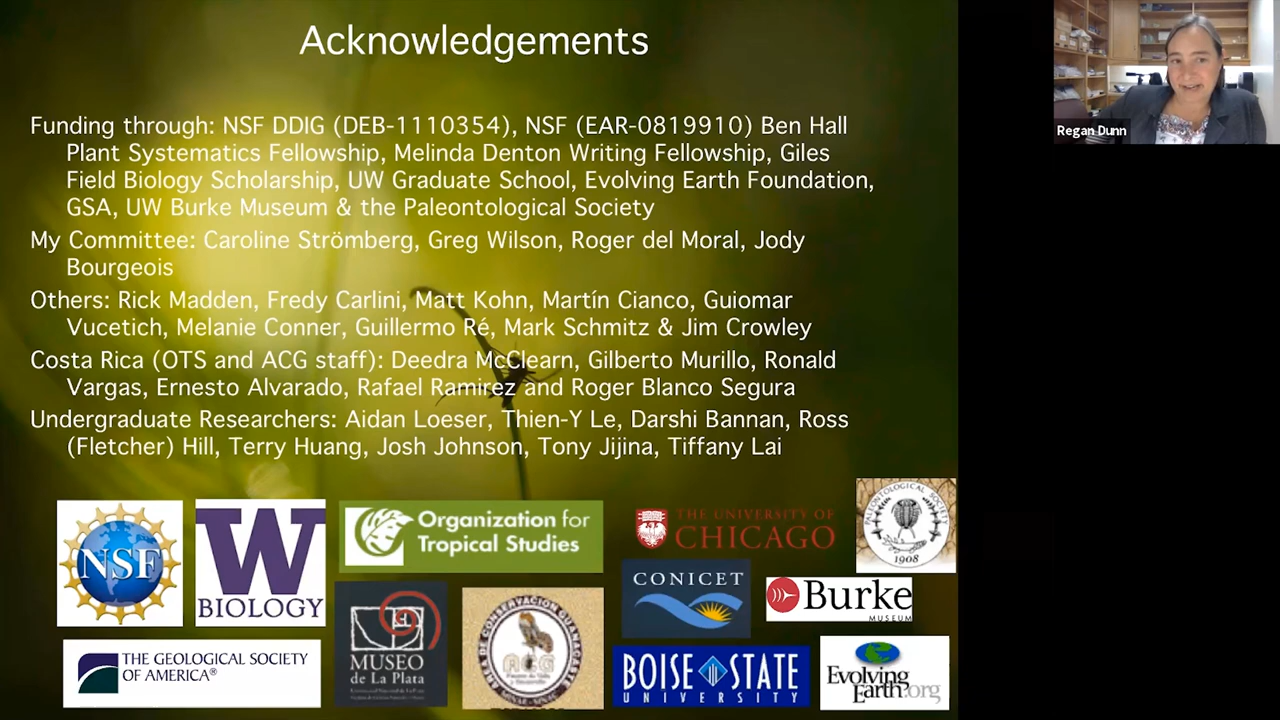 Acknowledgements
Regan Dunn
Funding through: NSF DDIG (DEB-1110354), NSF (EAR-0819910) Ben Hall
Plant Systematics Fellowship, Melinda Denton Writing Fellowship, Giles
Field Biology Scholarship, UW Graduate School, Evolving Earth Foundation,
GSA, UW Burke Museum & the Paleontological Society
My Committee: Caroline Strömberg, Greg Wilson, Roger del Moral, Jody
Bourgeois
Others: Rick Madden, Fredy Carlini, Matt Kohn, Martín Cianco, Guiomar
Vucetich, Melanie Conner, Guillermo Ré, Mark Schmitz & Jim Crowley
Costa Rica (OTS and ACG staff): Deedra McClearn, Gilberto Murillo, Ronald
Vargas, Ernesto Alvarado, Rafael Ramirez and Roger Blanco Segura
Undergraduate Researchers: Aidan Loeser, Thien-Y Le, Darshi Bannan, Ross
(Fletcher) Hill, Terry Huang, Josh Johnson, Tony Jijina, Tiffany Lai
NSF
W
BIOLOGY
Organization for
Tropical Studies
THE UNIVERSITY OF
CHICAGO
PALEONTOLOGICAL SOCIETY
1908
CONICET
Burke
MUSEUM
THE GEOLOGICAL SOCIETY
OF AMERICA®
MUSEO
de La Plata
AREA DE CONSERVACION GUANACASTE
ACG
BOISE STATE
UNIVERSITY
Evolving
Earth.org